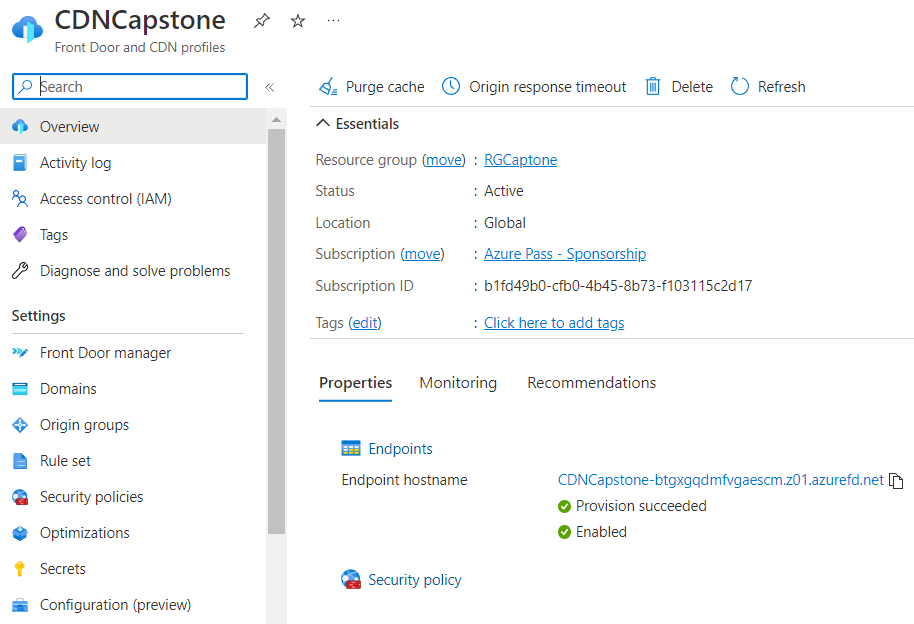 CDNCapstone
Front Door and CDN profiles
Search
Overview
Activity log
Access control (IAM)
Tags
Diagnose and solve problems
Settings
Front Door manager
Domains
Origin groups
Rule set
Security policies
Optimizations
Secrets
Configuration (preview)
Purge cache Origin response timeout Delete Refresh
Essentials
Resource group (move) : RGCaptone
Status : Active
Location : Global
Subscription (move) : Azure Pass - Sponsorship
Subscription ID : b1fd49b0-cfb0-4b45-8b73-f103115c2d17
Tags (edit) : Click here to add tags
Properties Monitoring Recommendations
Endpoints
Endpoint hostname CDNCapstone-btgxgqdmfvgaescm.z01.azurefd.net
Provision succeeded
Enabled
Security policy